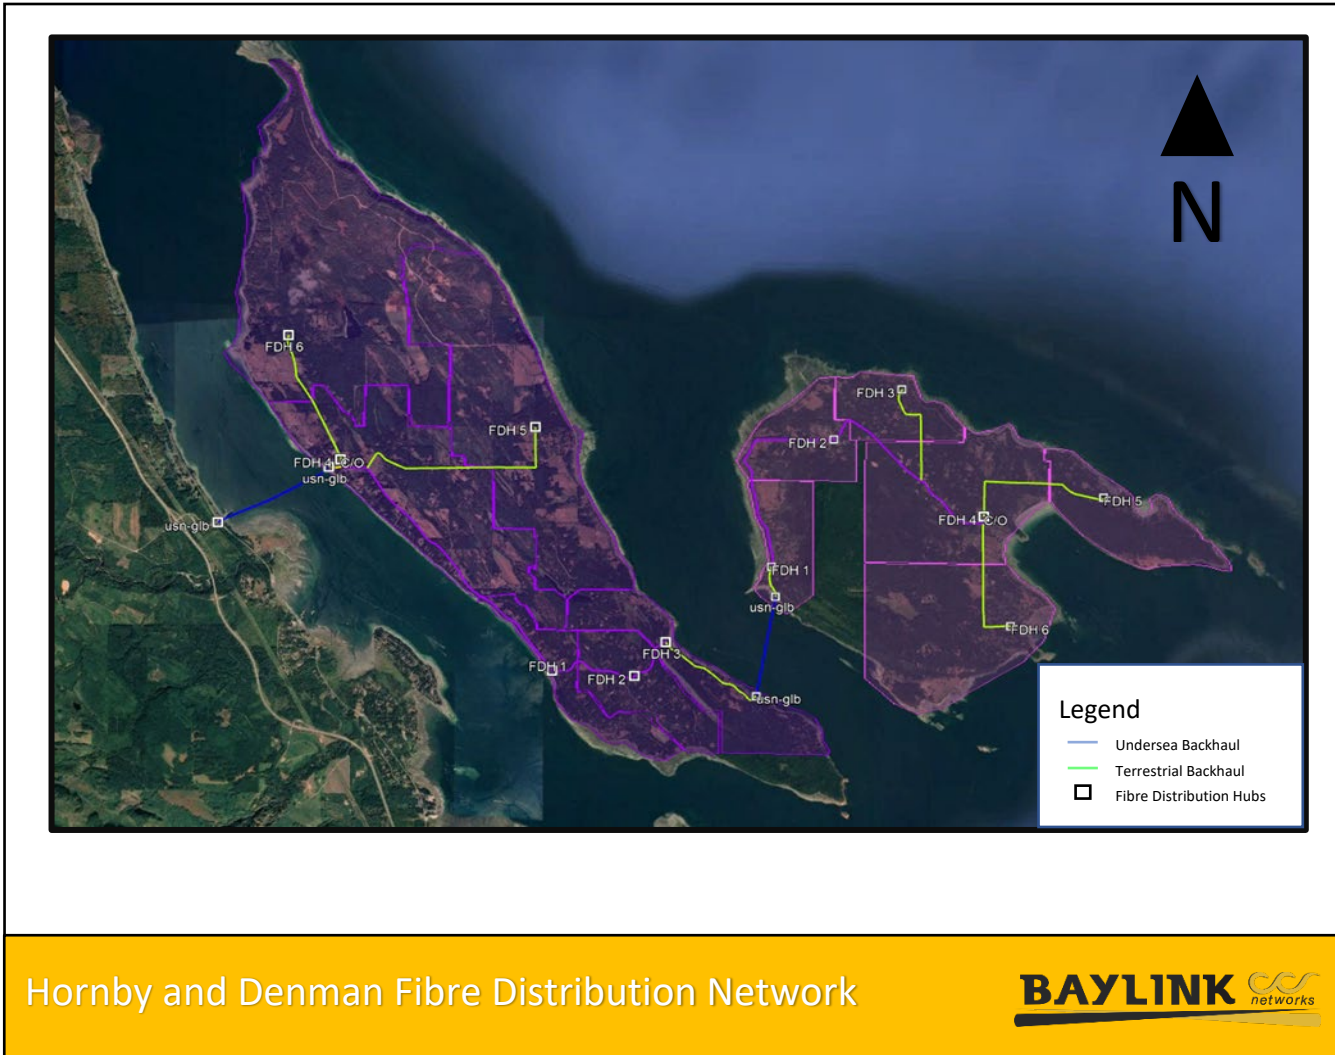 N
FDH 6
FDH 5
FDH 4 C/O
usn-glb
usn-glb
FDH 3
FDH 2
FDH 5
FDH 4 C/O
FDH 1
usn-glb
FDH 6
FDH 3
FDH 1
FDH 2
usn-glb
Legend
Undersea Backhaul
Terrestrial Backhaul
Fibre Distribution Hubs
Hornby and Denman Fibre Distribution Network
BAYLINK ccs
networks